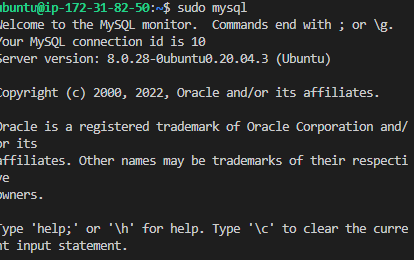 ubuntu@ip-172-31-82-50:~$ sudo mysql
Welcome to the MySQL monitor.  Commands end with ; or \g.
Your MySQL connection id is 10
Server version: 8.0.28-0ubuntu0.20.04.3 (Ubuntu)
Copyright (c) 2000, 2022, Oracle and/or its affiliates.
Oracle is a registered trademark of Oracle Corporation and/
or its
affiliates. Other names may be trademarks of their respecti
ve
owners.
Type 'help;' or '\h' for help. Type '\c' to clear the curre
nt input statement.